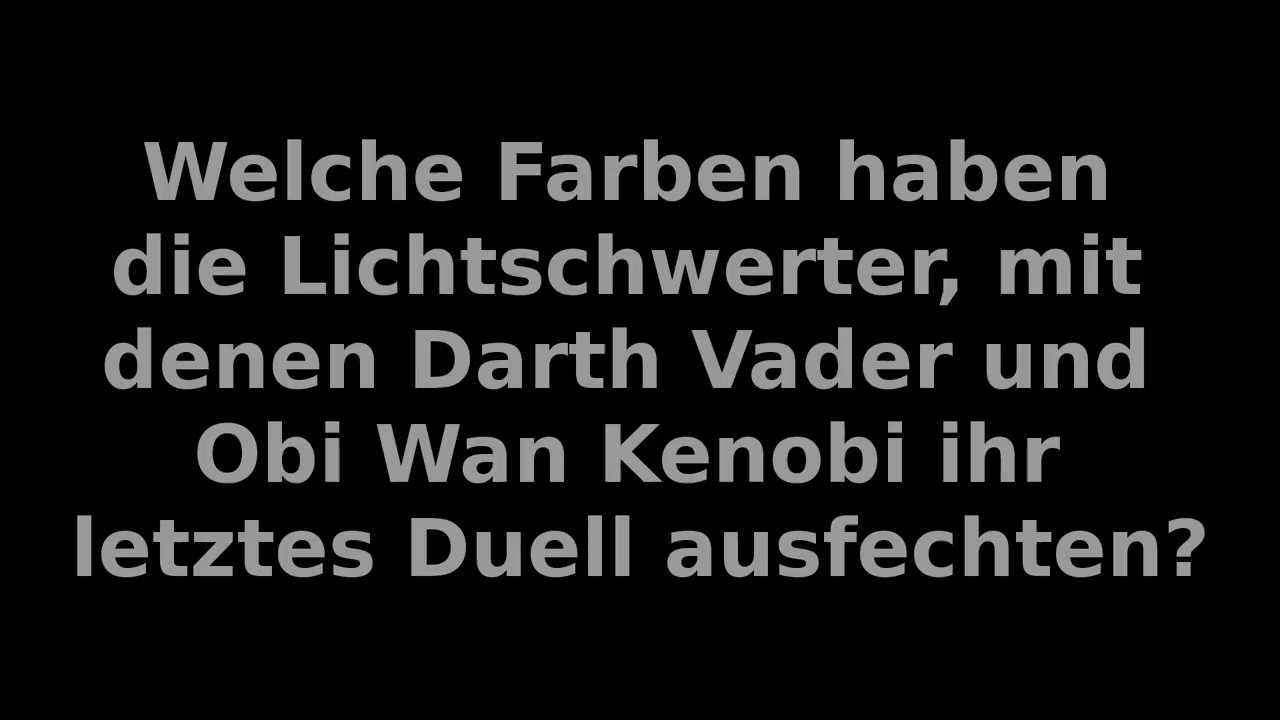 Welche Farben haben
die Lichtschwerter, mit
denen Darth Vader und
Obi Wan Kenobi ihr
letztes Duell ausfechten?